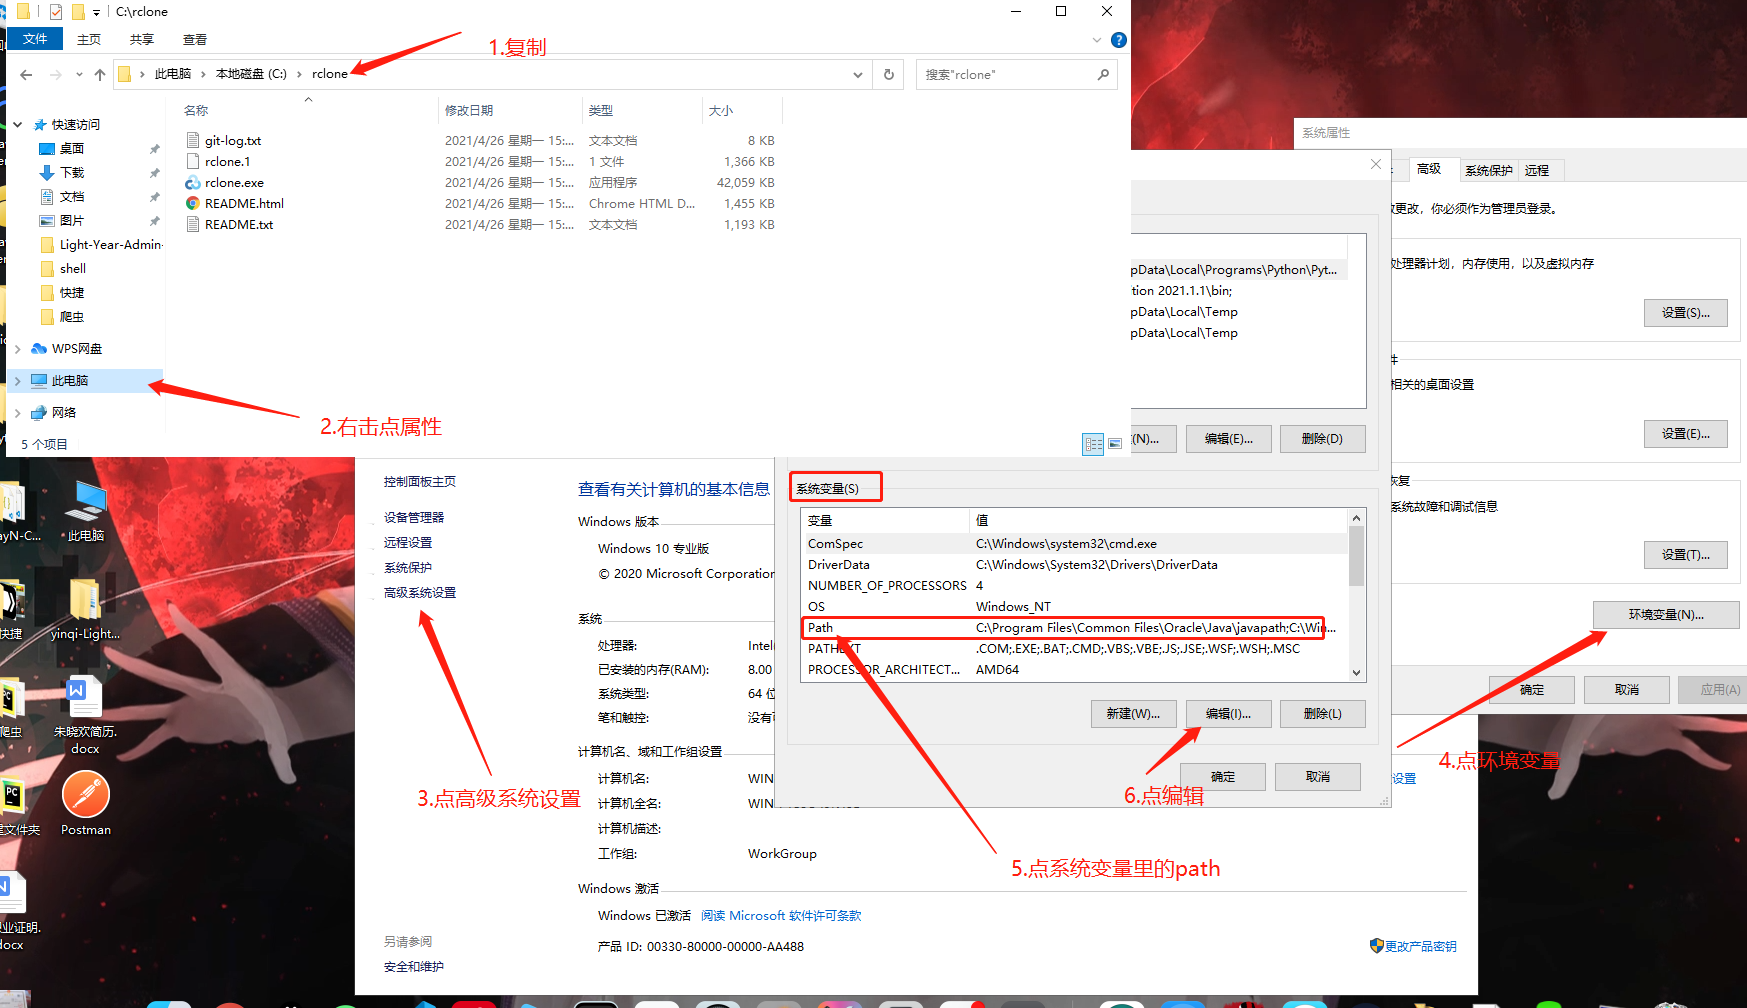 C:\rclone
文件 主页 共享 查看
1.复制
此电脑 › 本地磁盘 (C:) › rclone
搜索"rclone"
名称 修改日期 类型 大小
git-log.txt 2021/4/26 星期一 15:... 文本文档 8 KB
rclone.1 2021/4/26 星期一 15:... 1 文件 1,366 KB
rclone.exe 2021/4/26 星期一 15:... 应用程序 42,059 KB
README.html 2021/4/26 星期一 15:... Chrome HTML D... 1,455 KB
README.txt 2021/4/26 星期一 15:... 文本文档 1,193 KB
快速访问
桌面
下载
文档
图片
Light-Year-Admin-
shell
快捷
爬虫
WPS网盘
此电脑
网络
5 个项目
2.右击点属性
系统属性
高级 系统保护 远程
更改，你必须作为管理员登录。
处理器计划，内存使用，以及虚拟内存
设置(S)...
相关的桌面设置
设置(E)...
恢复
系统故障和调试信息
设置(T)...
环境变量(N)...
确定 取消 应用(A)
4.点环境变量
pData\Local\Programs\Python\Pyt...
tion 2021.1.1\bin;
pData\Local\Temp
pData\Local\Temp
(N)... 编辑(E)... 删除(D)
系统变量(S)
变量 值
ComSpec C:\Windows\system32\cmd.exe
DriverData C:\Windows\System32\Drivers\DriverData
NUMBER_OF_PROCESSORS 4
OS Windows_NT
Path C:\Program Files\Common Files\Oracle\Java\javapath;C:\Win...
PATHEXT .COM;.EXE;.BAT;.CMD;.VBS;.VBE;.JS;.JSE;.WSF;.WSH;.MSC
PROCESSOR_ARCHITECT... AMD64
新建(W)... 编辑(I)... 删除(L)
确定 取消
6.点编辑
5.点系统变量里的path
控制面板主页
设备管理器
远程设置
系统保护
高级系统设置
3.点高级系统设置
另请参阅
安全和维护
查看有关计算机的基本信息
Windows 版本
Windows 10 专业版
© 2020 Microsoft Corporation
系统
处理器: Intel
已安装的内存(RAM): 8.00
系统类型: 64 位
笔和触控: 没有
计算机名、域和工作组设置
计算机名: WIN
计算机全名: WIN
计算机描述:
工作组: WorkGroup
设置
Windows 激活
Windows 已激活 阅读 Microsoft 软件许可条款
产品 ID: 00330-80000-00000-AA488
更改产品密钥
ayN-C...
此电脑
快捷
yinqi-Light...
爬虫
朱晓欢简历.
docx
文件夹
Postman
业证明.
docx